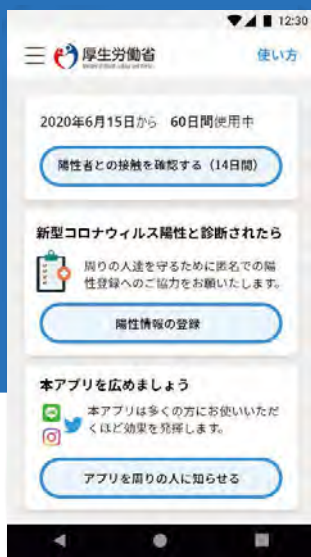 12:30
厚生労働省
使い方
2020年6月15日から 60日間使用中
陽性者との接触を確認する（14日間）
新型コロナウィルス陽性と診断されたら
周りの人達を守るために匿名での陽
性登録へのご協力をお願いいたします。
陽性情報の登録
本アプリを広めましょう
本アプリは多くの方にお使いいただ
くほど効果を発揮します。
アプリを周りの人に知らせる